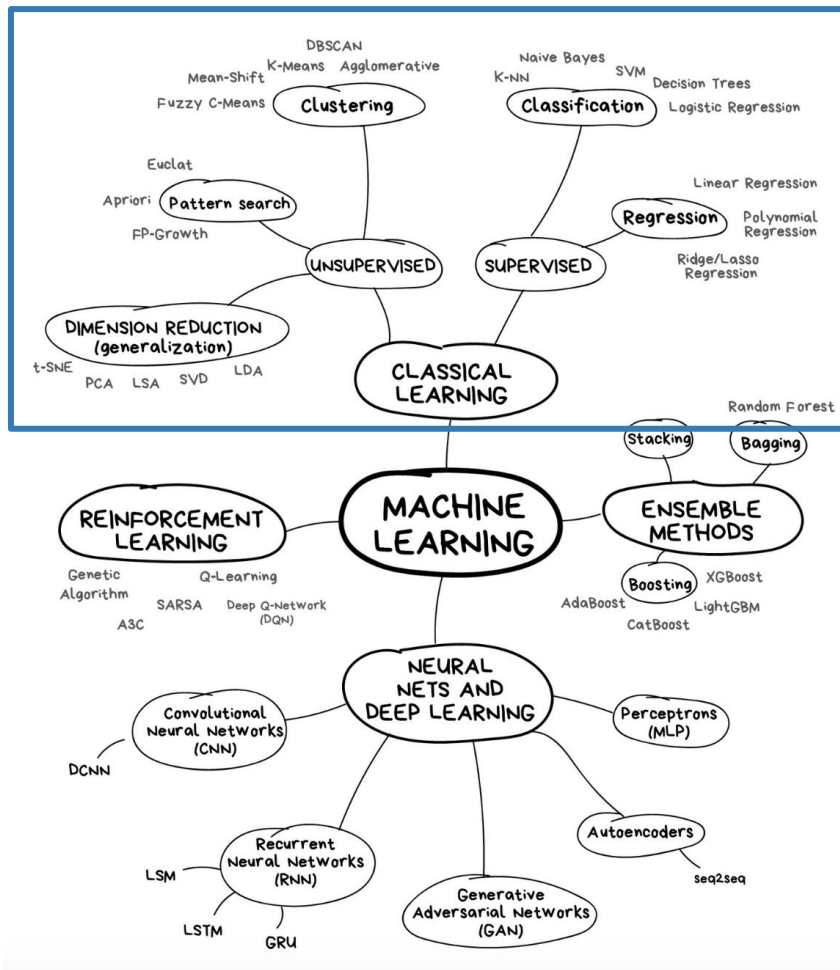 DBSCAN
K-Means
Agglomerative
Mean-Shift
Fuzzy C-Means
Clustering
Naive Bayes
K-NN
SVM
Decision Trees
Classification
Logistic Regression
Euclat
Apriori
Pattern search
FP-Growth
Linear Regression
Regression
Polynomial
Regression
Ridge/Lasso
Regression
UNSUPERVISED
SUPERVISED
DIMENSION REDUCTION
(generalization)
t-SNE
PCA
LSA
SVD
LDA
CLASSICAL
LEARNING
Random Forest
Stacking
Bagging
MACHINE
LEARNING
REINFORCEMENT
LEARNING
ENSEMBLE
METHODS
Genetic
Algorithm
Q-Learning
SARSA
Deep Q-Network
(DQN)
A3C
Boosting
XGBoost
AdaBoost
LightGBM
CatBoost
NEURAL
NETS AND
DEEP LEARNING
Convolutional
Neural Networks
(CNN)
DCNN
Perceptrons
(MLP)
Recurrent
Neural Networks
(RNN)
LSM
LSTM
GRU
Autoencoders
seq2seq
Generative
Adversarial Networks
(GAN)